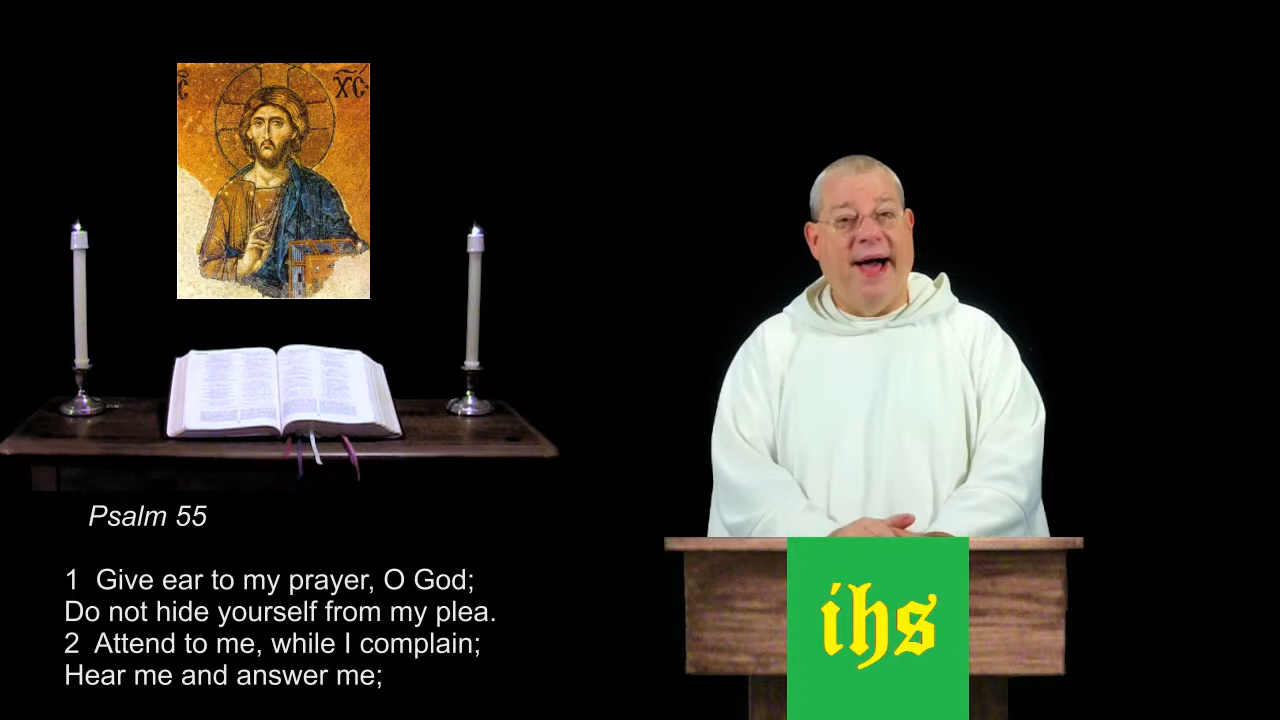 ΧC
Psalm 55
1 Give ear to my prayer, O God;
Do not hide yourself from my plea.
2 Attend to me, while I complain;
Hear me and answer me;
ihs